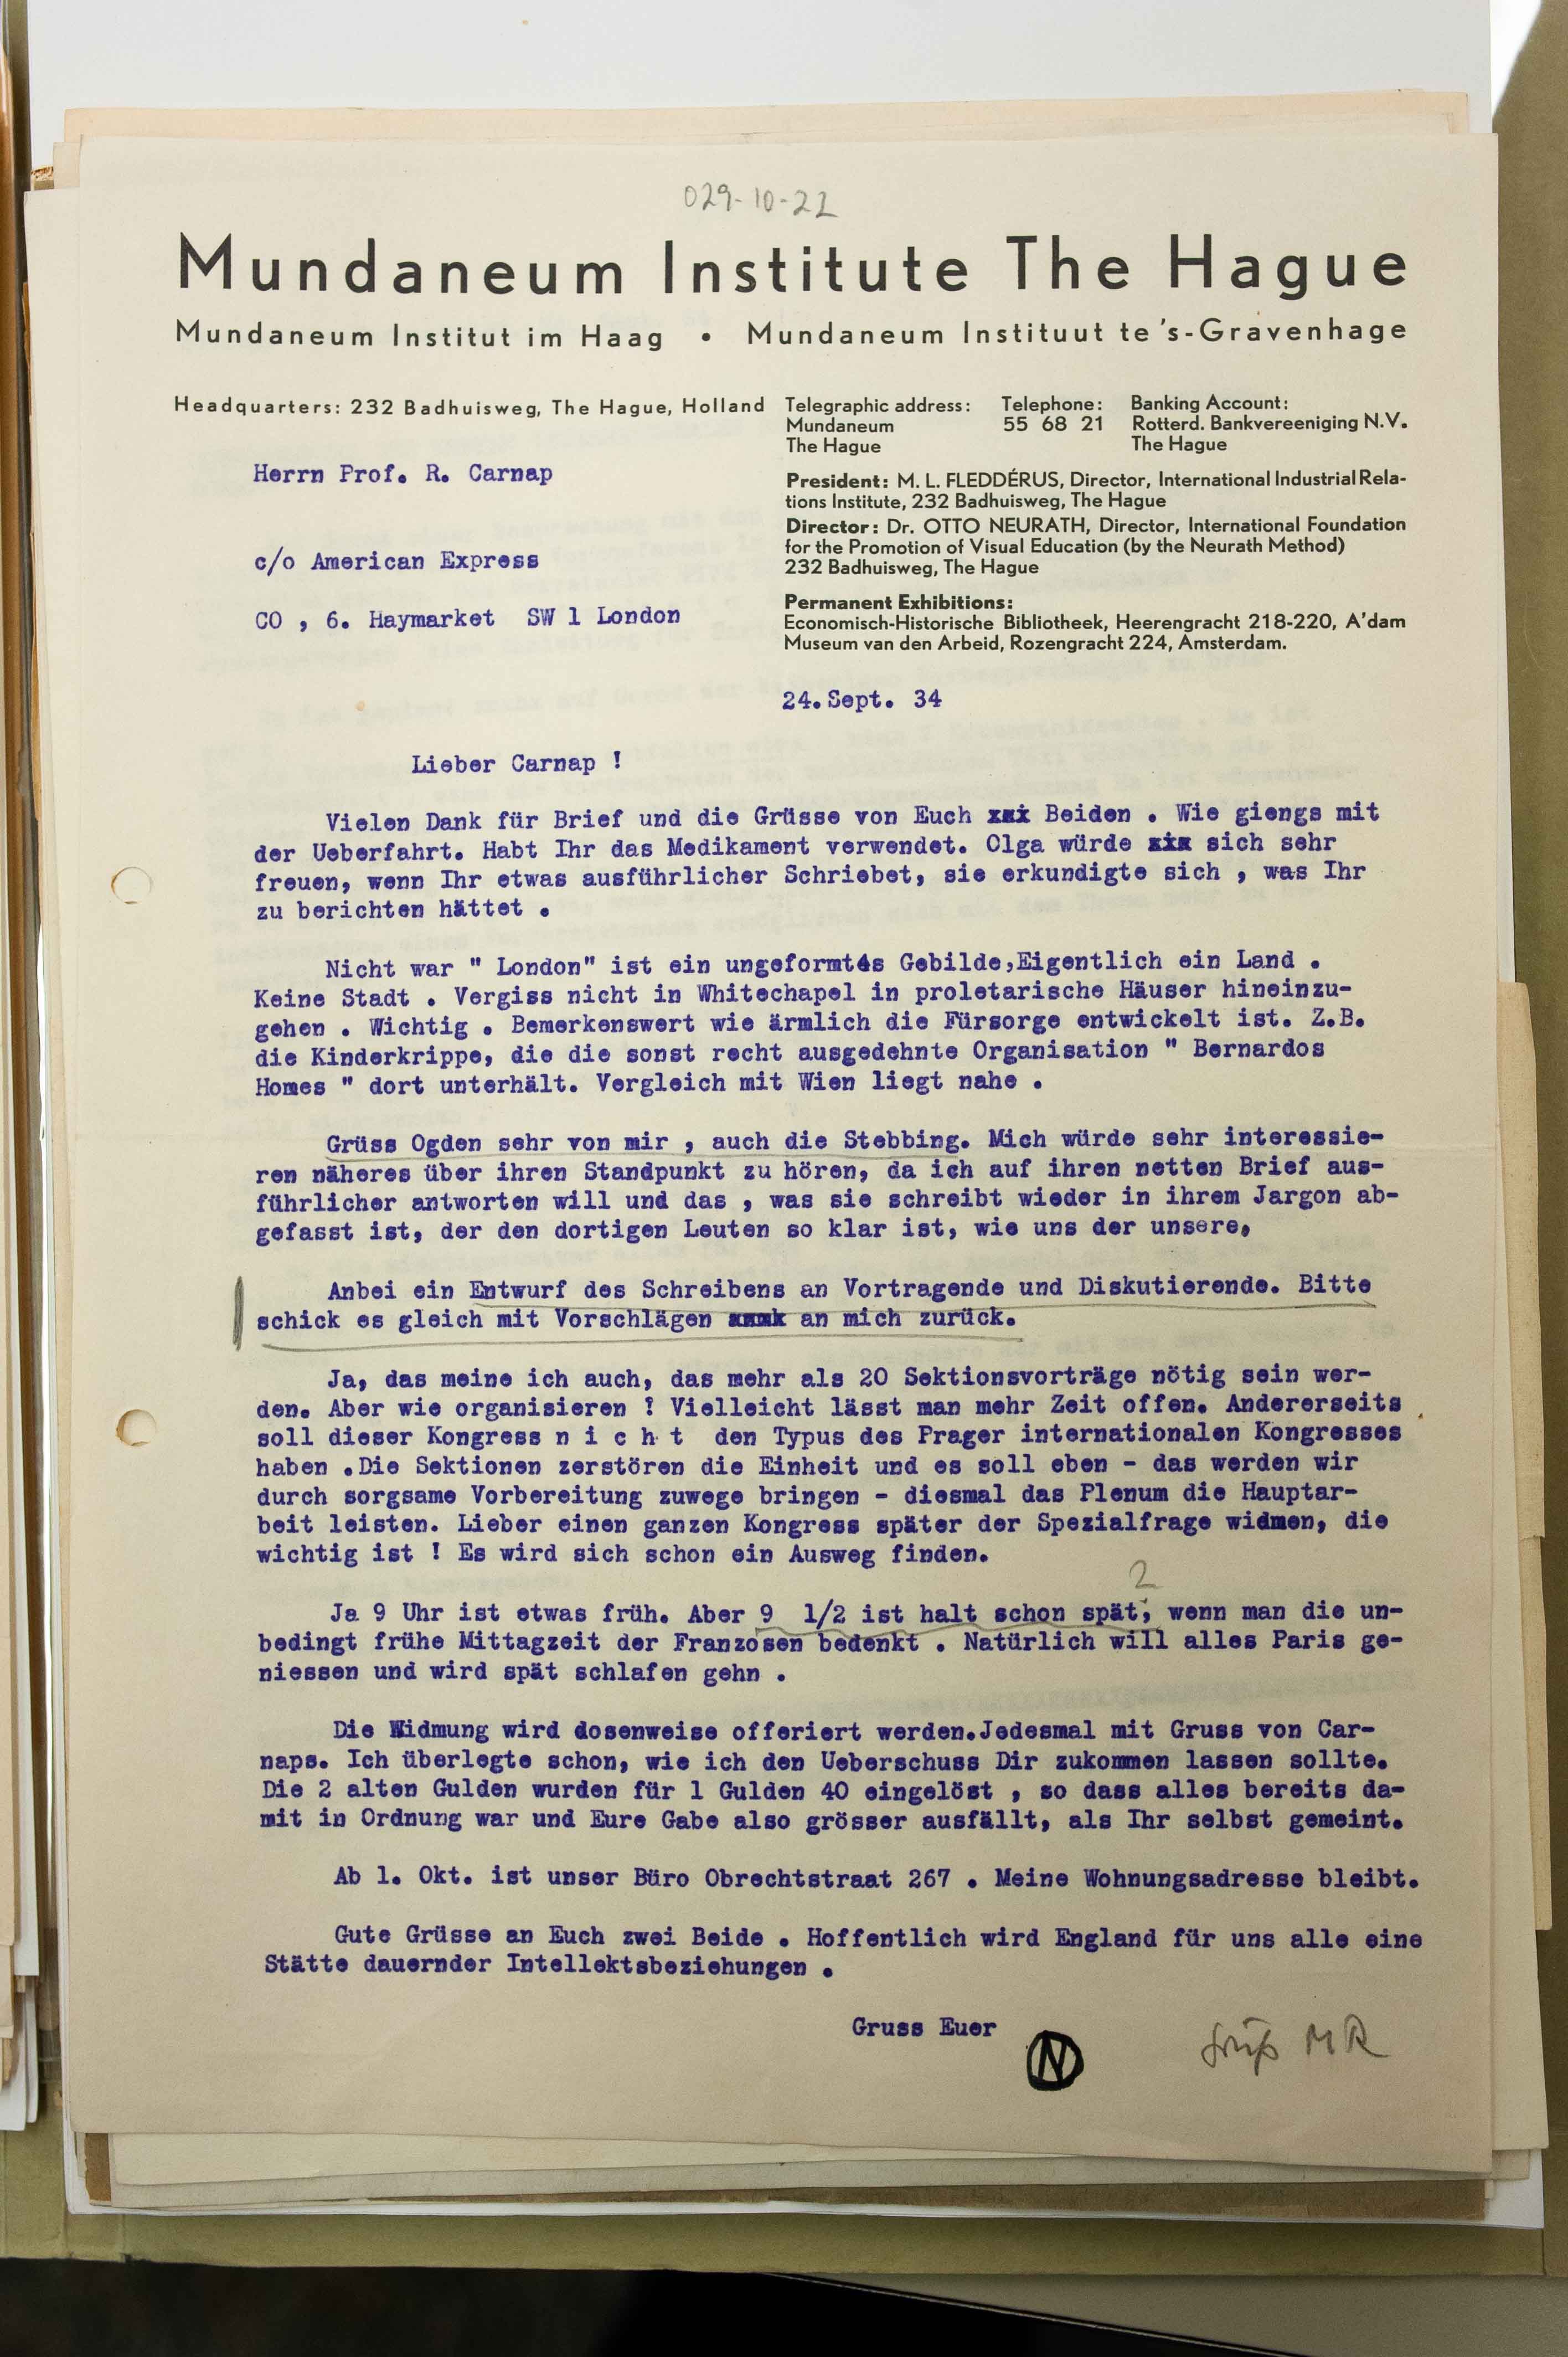 029-10-22
Mundaneum Institute The Hague
Mundaneum Institut im Haag • Mundaneum Instituut te 's-Gravenhage
Headquarters: 232 Badhuisweg, The Hague, Holland
Telegraphic address:
Mundaneum
The Hague
Telephone:
55 68 21
Banking Account:
Rotterd. Bankvereeniging N.V.
The Hague
Herrn Prof. R. Carnap
c/o American Express
CO , 6. Haymarket SW 1 London
President: M. L. FLEDDÉRUS, Director, International Industrial Rela-
tions Institute, 232 Badhuisweg, The Hague
Director: Dr. OTTO NEURATH, Director, International Foundation
for the Promotion of Visual Education (by the Neurath Method)
232 Badhuisweg, The Hague
Permanent Exhibitions:
Economisch-Historische Bibliotheek, Heerengracht 218-220, A'dam
Museum van den Arbeid, Rozengracht 224, Amsterdam.
24.Sept. 34
Lieber Carnap !
Vielen Dank für Brief und die Grüsse von Euch Beiden . Wie giengs mit
der Ueberfahrt. Habt Ihr das Medikament verwendet. Olga würde sich sehr
freuen, wenn Ihr etwas ausführlicher Schriebet, sie erkundigte sich , was Ihr
zu berichten hättet .
Nicht war " London" ist ein ungeformtes Gebilde,Eigentlich ein Land .
Keine Stadt . Vergiss nicht in Whitechapel in proletarische Häuser hineinzu-
gehen . Wichtig . Bemerkenswert wie ärmlich die Fürsorge entwickelt ist. Z.B.
die Kinderkrippe, die die sonst recht ausgedehnte Organisation " Bernardos
Homes " dort unterhält. Vergleich mit Wien liegt nahe .
Grüss Ogden sehr von mir , auch die Stebbing. Mich würde sehr interessie-
ren näheres über ihren Standpunkt zu hören, da ich auf ihren netten Brief aus-
führlicher antworten will und das , was sie schreibt wieder in ihrem Jargon ab-
gefasst ist, der den dortigen Leuten so klar ist, wie uns der unsere,
Anbei ein Entwurf des Schreibens an Vortragende und Diskutierende. Bitte
schick es gleich mit Vorschlägen an mich zurück.
Ja, das meine ich auch, das mehr als 20 Sektionsvorträge nötig sein wer-
den. Aber wie organisieren ? Vielleicht lässt man mehr Zeit offen. Andererseits
soll dieser Kongress n i c h t den Typus des Prager internationalen Kongresses
haben .Die Sektionen zerstören die Einheit und es soll eben - das werden wir
durch sorgsame Vorbereitung zuwege bringen - diesmal das Plenum die Hauptar-
beit leisten. Lieber einen ganzen Kongress später der Spezialfrage widmen, die
wichtig ist ! Es wird sich schon ein Ausweg finden.
2
Ja 9 Uhr ist etwas früh. Aber 9 1/2 ist halt schon spät, wenn man die un-
bedingt frühe Mittagzeit der Franzosen bedenkt . Natürlich will alles Paris ge-
niessen und wird spät schlafen gehn .
Die Widmung wird dosenweise offeriert werden.Jedesmal mit Gruss von Car-
naps. Ich überlegte schon, wie ich den Ueberschuss Dir zukommen lassen sollte.
Die 2 alten Gulden wurden für 1 Gulden 40 eingelöst , so dass alles bereits da-
mit in Ordnung war und Eure Gabe also grösser ausfällt, als Ihr selbst gemeint.
Ab 1. Okt. ist unser Büro Obrechtstraat 267 . Meine Wohnungsadresse bleibt.
Gute Grüsse an Euch zwei Beide . Hoffentlich wird England für uns alle eine
Stätte dauernder Intellektsbeziehungen .
Gruss Euer
N
Gruß MR